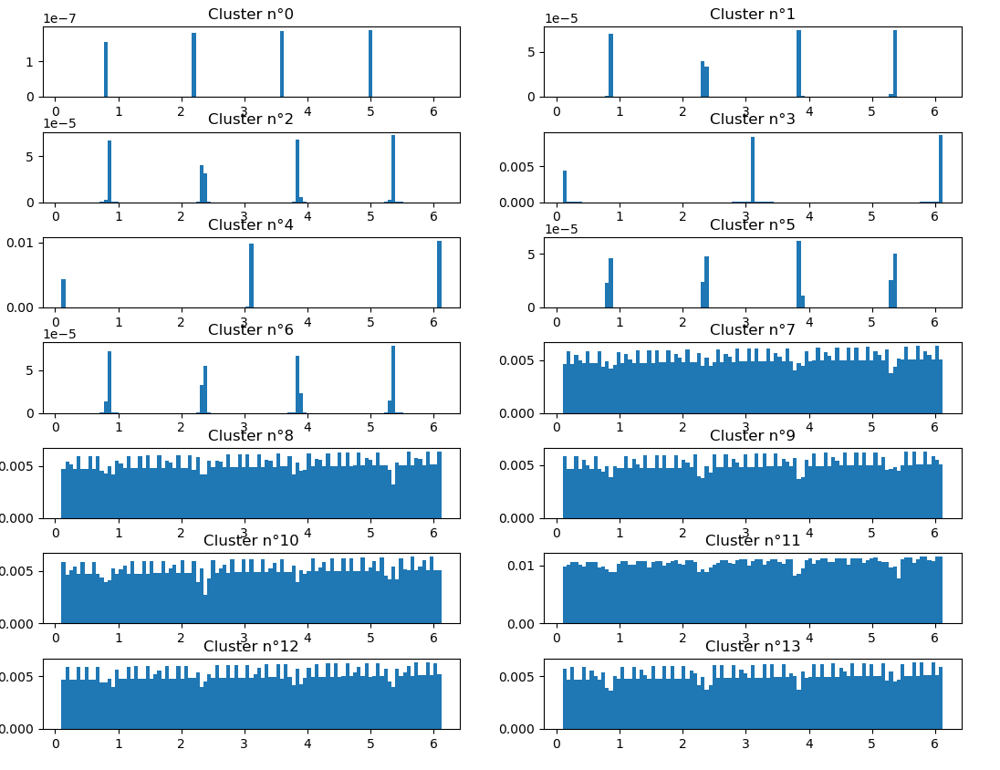 Cluster n°0 Cluster n°1
1e−7 1e−5
1 5
0 0
0 1 2 3 4 5 6 0 1 2 3 4 5 6
Cluster n°2 Cluster n°3
1e−5
5 0.005
0 0.000
0 1 2 3 4 5 6 0 1 2 3 4 5 6
Cluster n°4 Cluster n°5
1e−5
0.01 5
0.00 0
0 1 2 3 4 5 6 0 1 2 3 4 5 6
Cluster n°6 Cluster n°7
1e−5
5 0.005
0 0.000
0 1 2 3 4 5 6 0 1 2 3 4 5 6
Cluster n°8 Cluster n°9
0.005 0.005
0.000 0.000
0 1 2 3 4 5 6 0 1 2 3 4 5 6
Cluster n°10 Cluster n°11
0.005 0.01
0.000 0.00
0 1 2 3 4 5 6 0 1 2 3 4 5 6
Cluster n°12 Cluster n°13
0.005 0.005
0.000 0.000
0 1 2 3 4 5 6 0 1 2 3 4 5 6